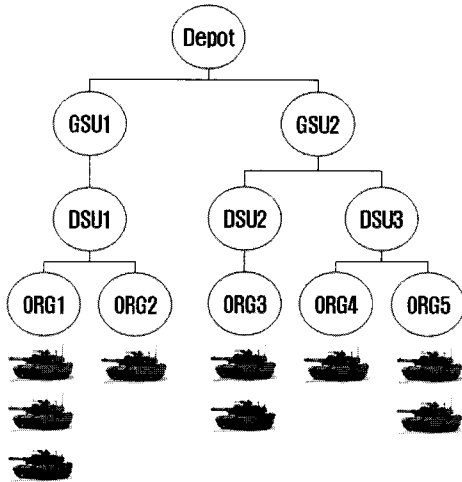 Depot
GSU1 GSU2
DSU1 DSU2 DSU3
ORG1 ORG2 ORG3 ORG4 ORG5